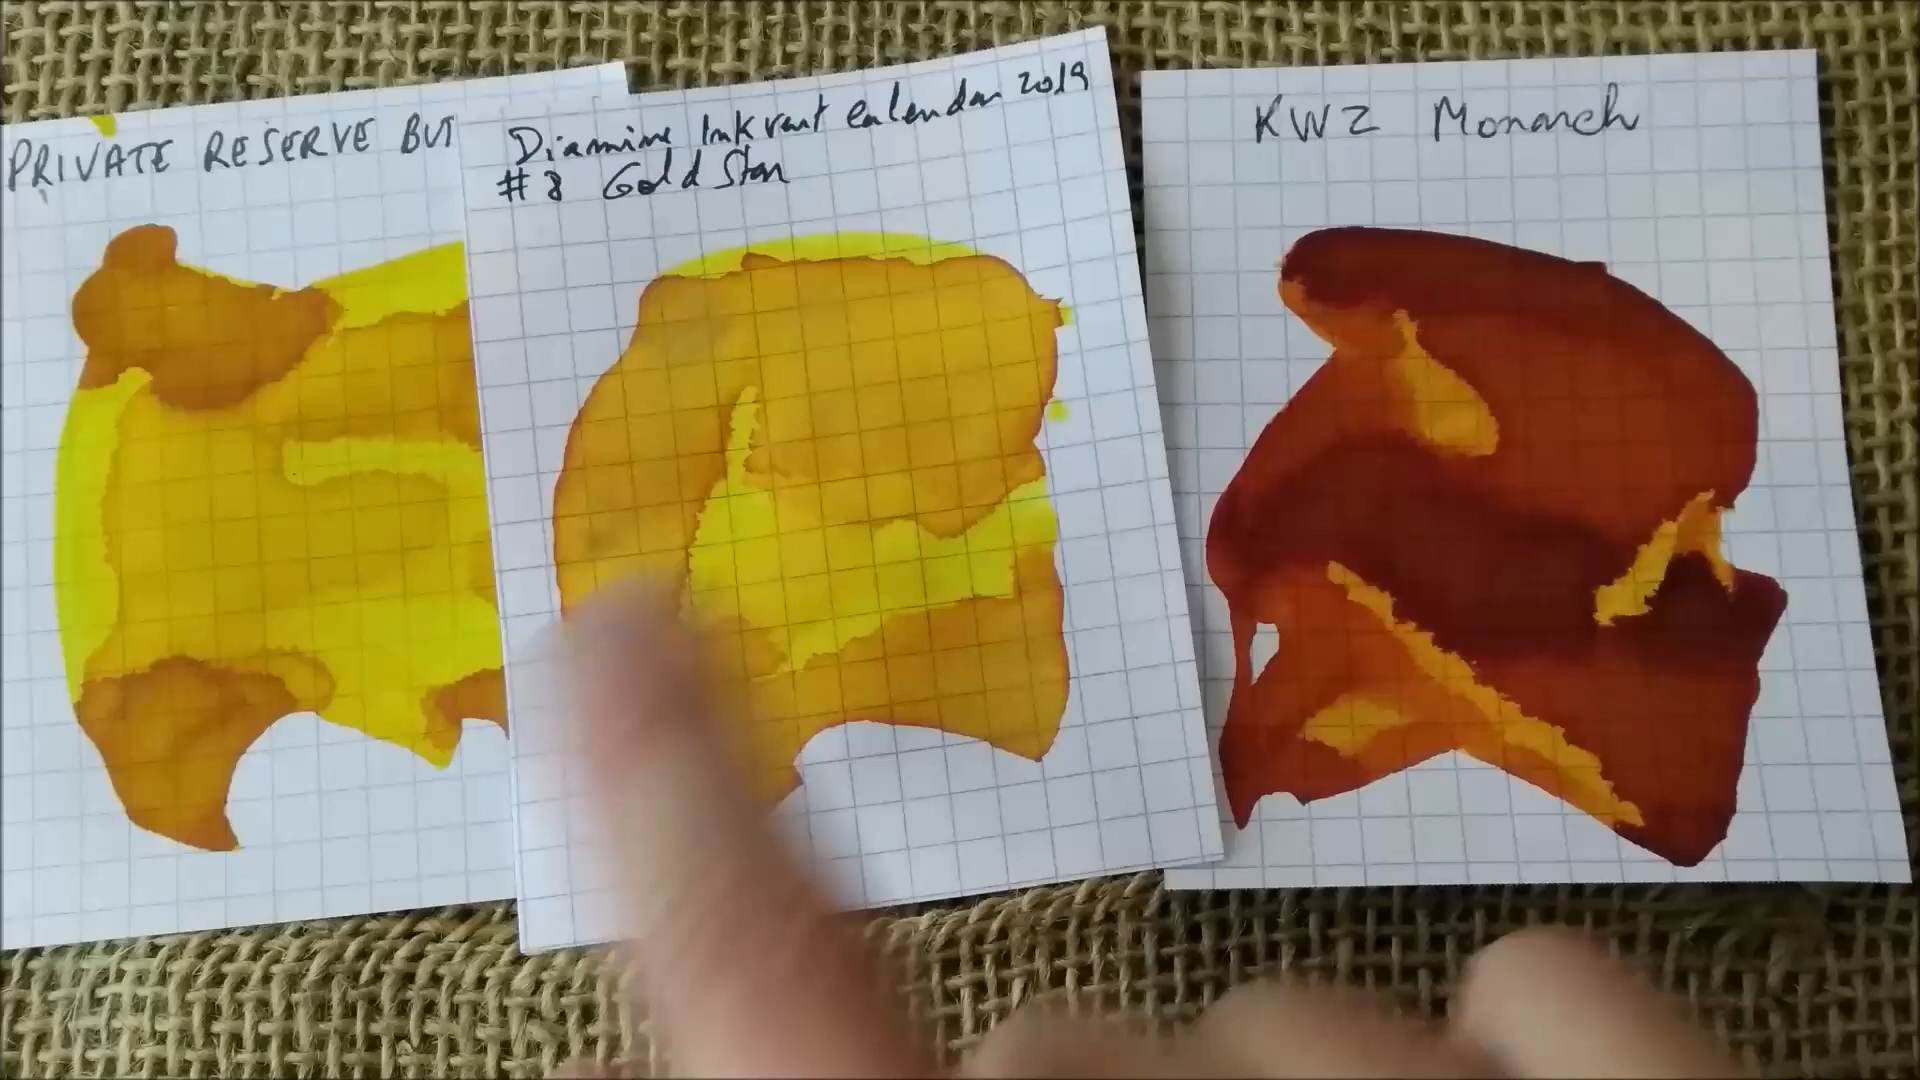 PRIVATE RESERVE BUT
Diamine Inkvent Calendar 2019
#8 Gold Star
KWZ Monarch